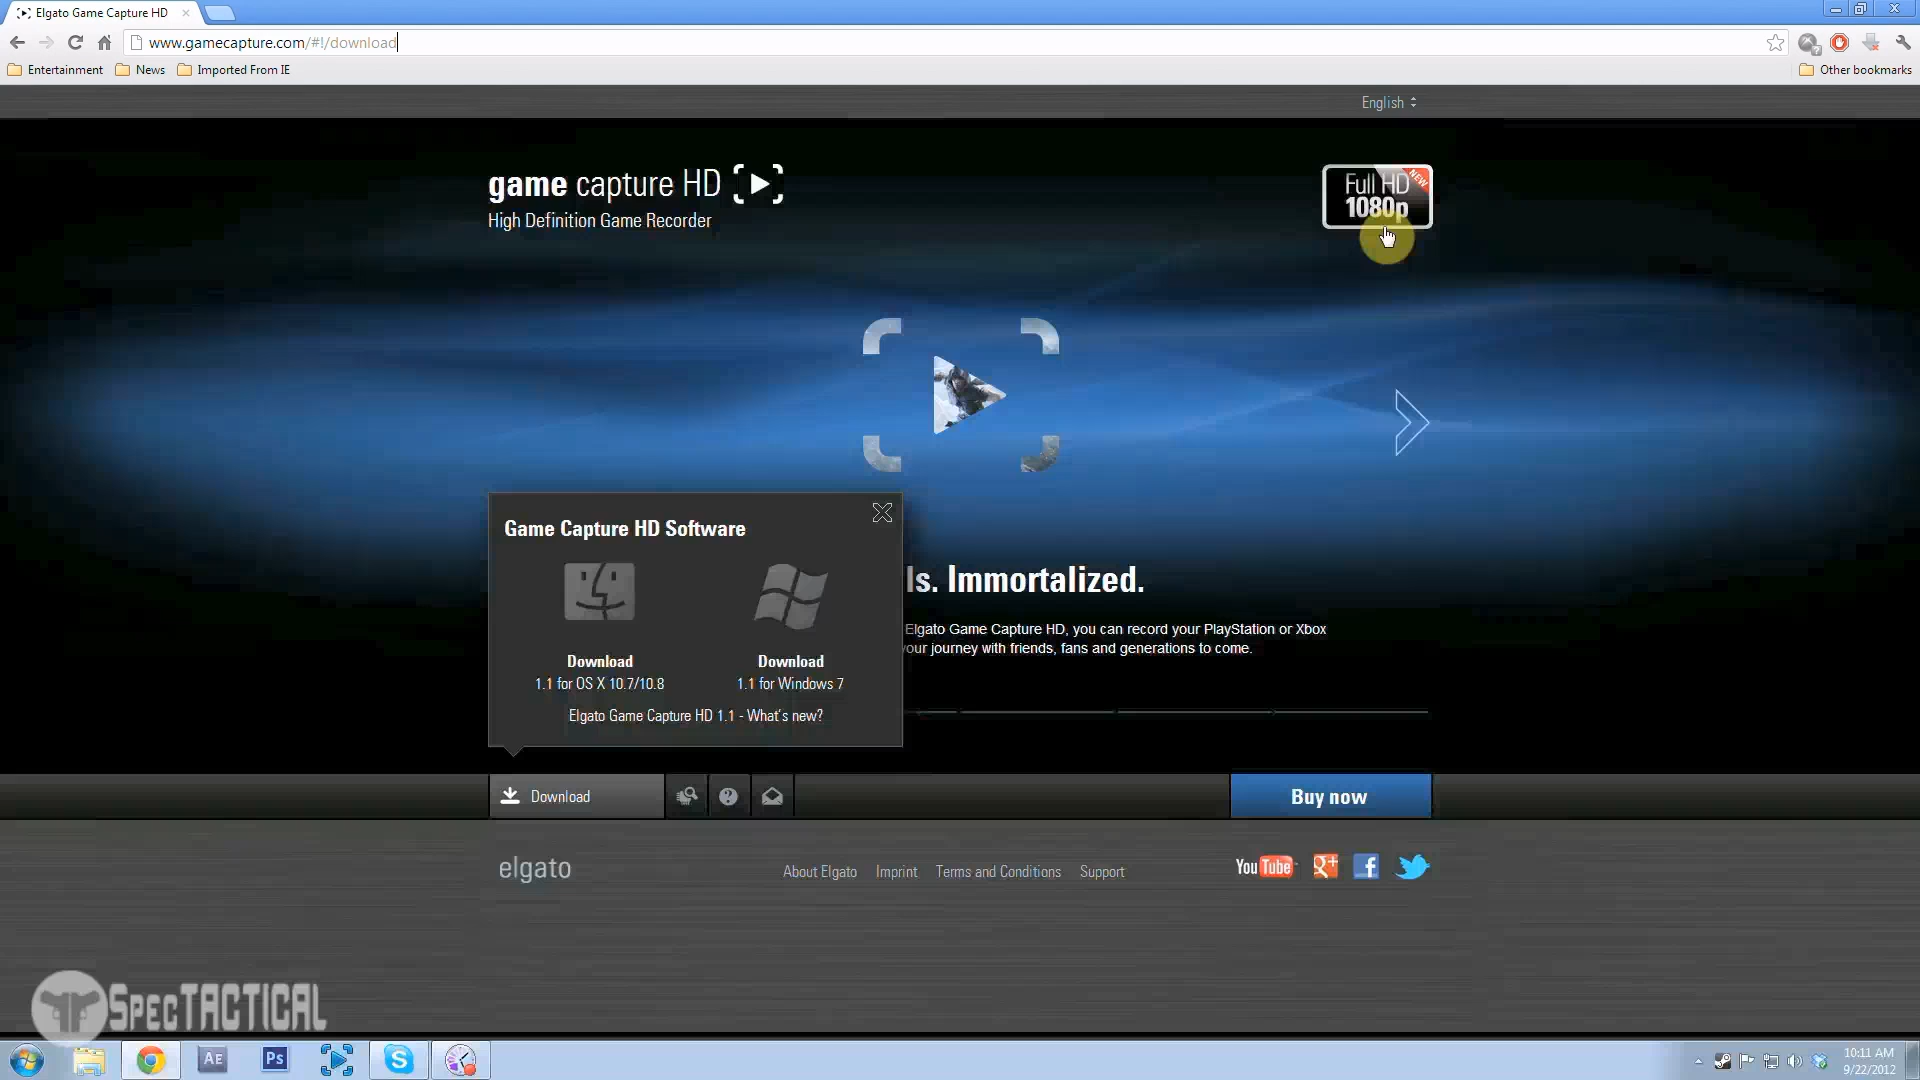 Elgato Game Capture HD
www.gamecapture.com/#!/download
Entertainment News Imported From IE Other bookmarks
English
game capture HD
High Definition Game Recorder
Full HD
1080p
NEW
Game Capture HD Software
Download
1.1 for OS X 10.7/10.8
Download
1.1 for Windows 7
Elgato Game Capture HD 1.1 - What's new?
ls. Immortalized.
Elgato Game Capture HD, you can record your PlayStation or Xbox
your journey with friends, fans and generations to come.
Download
Buy now
elgato
About Elgato Imprint Terms and Conditions Support
YouTube
SpecTACTICAL
AE
Ps
10:11 AM
9/22/2012